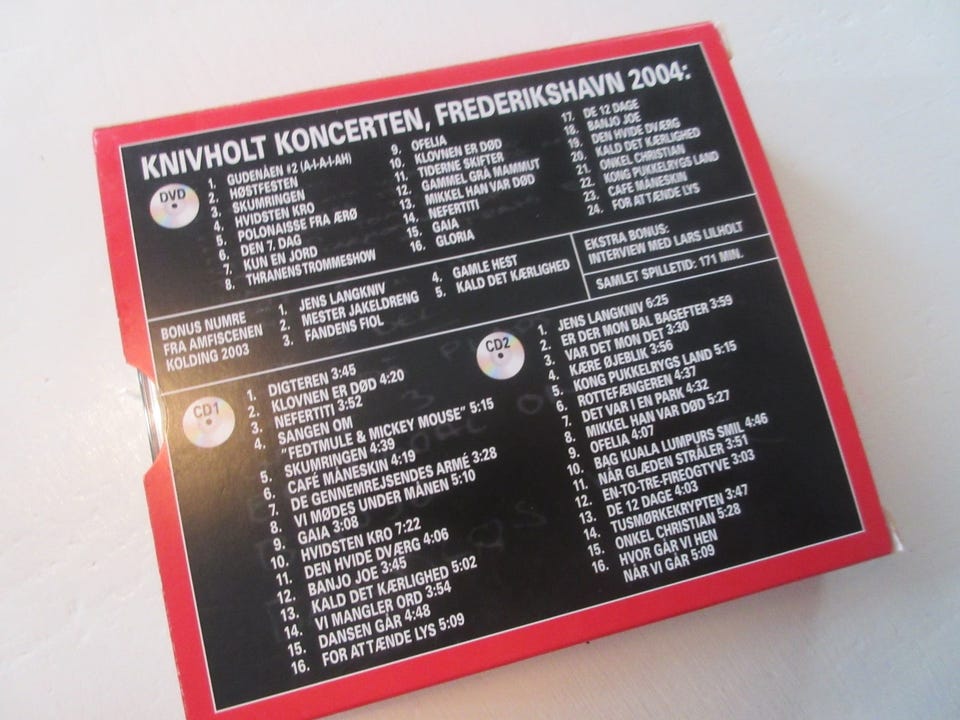 KNIVHOLT KONCERTEN, FREDERIKSHAVN 2004:
DVD
1. GUDENÅEN #2 (A-I-A-I-AH)
2. HØSTFESTEN
3. SKUMRINGEN
4. HVIDSTEN KRO
5. POLONAISSE FRA ÆRØ
6. DEN 7. DAG
7. KUN EN JORD
8. THRANENS TROMMESHOW
9. OFELIA
10. KLOVNEN ER DØD
11. TIDERNE SKIFTER
12. GAMMEL GRÅ MAMMUT
13. MIKKEL HAN VAR DØD
14. NEFERTITI
15. GAIA
16. GLORIA
17. DE 12 DAGE
18. BANJO JOE
19. DEN HVIDE DVÆRG
20. KALD DET KÆRLIGHED
21. ONKEL CHRISTIAN
22. KONG PUKKELRYGS LAND
23. CAFE MÅNESKIN
24. FOR AT TÆNDE LYS
BONUS NUMRE
FRA AMFISCENEN
KOLDING 2003
1. JENS LANGKNIV
2. MESTER JAKELDRENG
3. FANDENS FIOL
4. GAMLE HEST
5. KALD DET KÆRLIGHED
EKSTRA BONUS:
INTERVIEW MED LARS LILHOLT
SAMLET SPILLETID: 171 MIN.
CD1
1. DIGTEREN 3:45
2. KLOVNEN ER DØD 4:20
3. NEFERTITI 3:52
4. SANGEN OM
"FEDTMULE & MICKEY MOUSE" 5:15
5. SKUMRINGEN 4:39
6. CAFÉ MÅNESKIN 4:19
7. DE GENNEMREJSENDES ARMÉ 3:28
8. VI MØDES UNDER MÅNEN 5:10
9. GAIA 3:08
10. HVIDSTEN KRO 7:22
11. DEN HVIDE DVÆRG 4:06
12. BANJO JOE 3:45
13. KALD DET KÆRLIGHED 5:02
14. VI MANGLER ORD 3:54
15. DANSEN GÅR 4:48
16. FOR AT TÆNDE LYS 5:09
CD2
1. JENS LANGKNIV 6:25
2. ER DER MON BAL BAGEFTER 3:59
3. VAR DET MON DET 3:30
4. KÆRE ØJEBLIK 3:56
5. KONG PUKKELRYGS LAND 5:15
6. ROTTEFÆNGEREN 4:37
7. DET VAR I EN PARK 4:32
8. MIKKEL HAN VAR DØD 5:27
9. OFELIA 4:07
10. BAG KUALA LUMPURS SMIL 4:46
11. NÅR GLÆDEN STRÅLER 3:51
12. EN-TO-TRE-FIREOGTYVE 3:03
13. DE 12 DAGE 4:03
14. TUSMØRKEKRYPTEN 3:47
15. ONKEL CHRISTIAN 5:28
16. HVOR GÅR VI HEN
NÅR VI GÅR 5:09